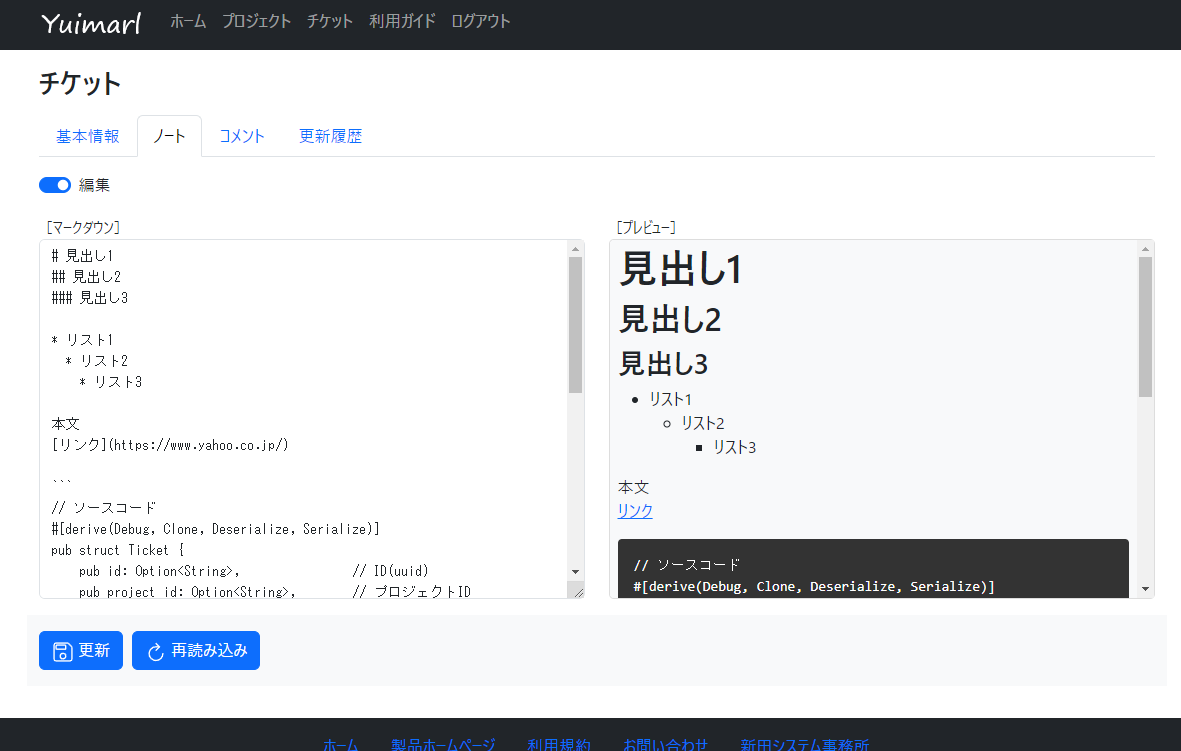 Yuimarl ホーム プロジェクト チケット 利用ガイド ログアウト
チケット
基本情報 ノート コメント 更新履歴
編集
[マークダウン]
# 見出し1
## 見出し2
### 見出し3
* リスト1
* リスト2
* リスト3
本文
[リンク](https://www.yahoo.co.jp/)
```
// ソースコード
#[derive(Debug, Clone, Deserialize, Serialize)]
pub struct Ticket {
pub id: Option<String>, // ID(uuid)
pub project_id: Option<String>, // プロジェクトID
[プレビュー]
見出し1
見出し2
見出し3
リスト1
リスト2
リスト3
本文
リンク
// ソースコード
#[derive(Debug, Clone, Deserialize, Serialize)]
更新 再読み込み
ホーム 製品ホームページ 利用規約 お問い合わせ 新田システム事務所